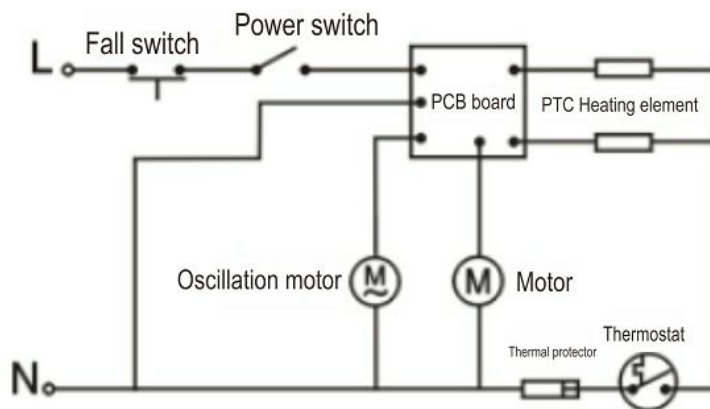 Power switch
Fall switch
L
PCB board
PTC Heating element
M
Oscillation motor
M
Motor
Thermostat
Thermal protector
N